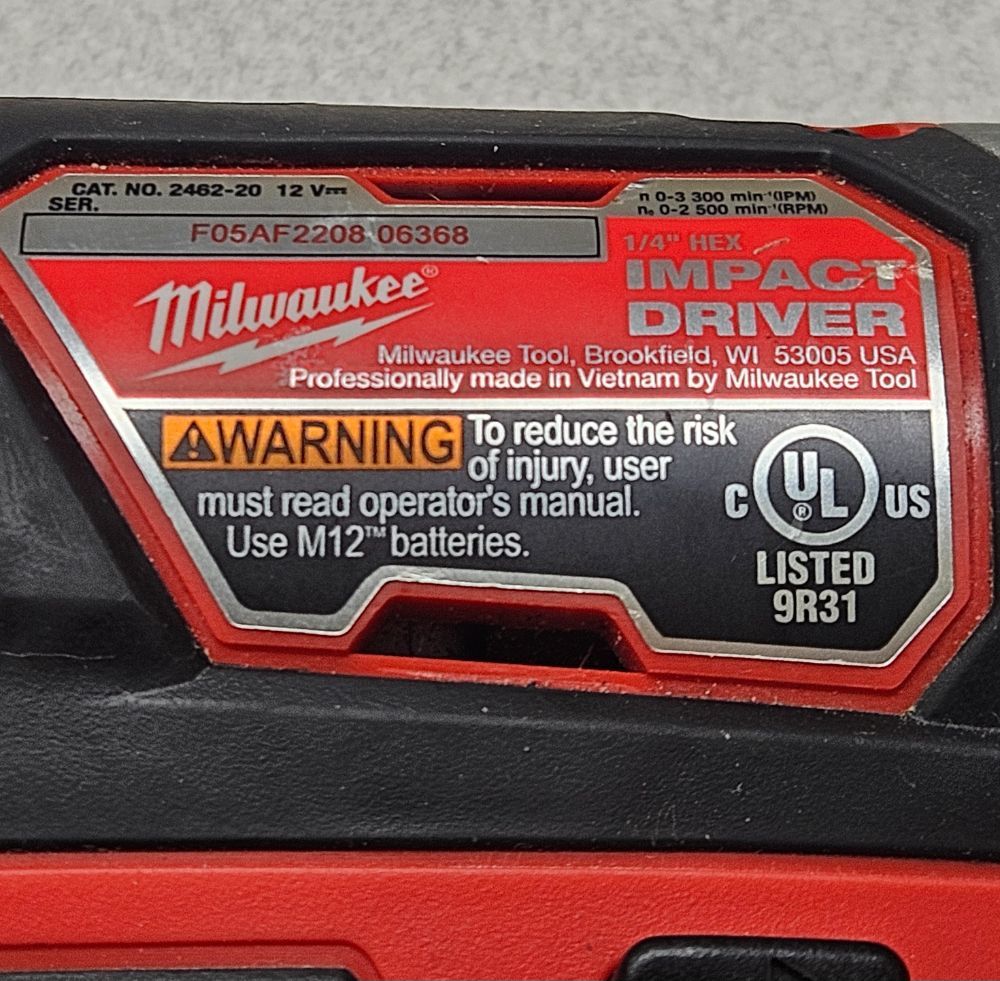 CAT. NO. 2462-20 12 V⎓
SER.
F05AF2208 06368
n 0-3 300 min⁻¹(IPM)
n₀ 0-2 500 min⁻¹(RPM)
Milwaukee®
1/4" HEX
IMPACT
DRIVER
Milwaukee Tool, Brookfield, WI 53005 USA
Professionally made in Vietnam by Milwaukee Tool
WARNING To reduce the risk
of injury, user
must read operator's manual.
Use M12™ batteries.
C UL® US
LISTED
9R31